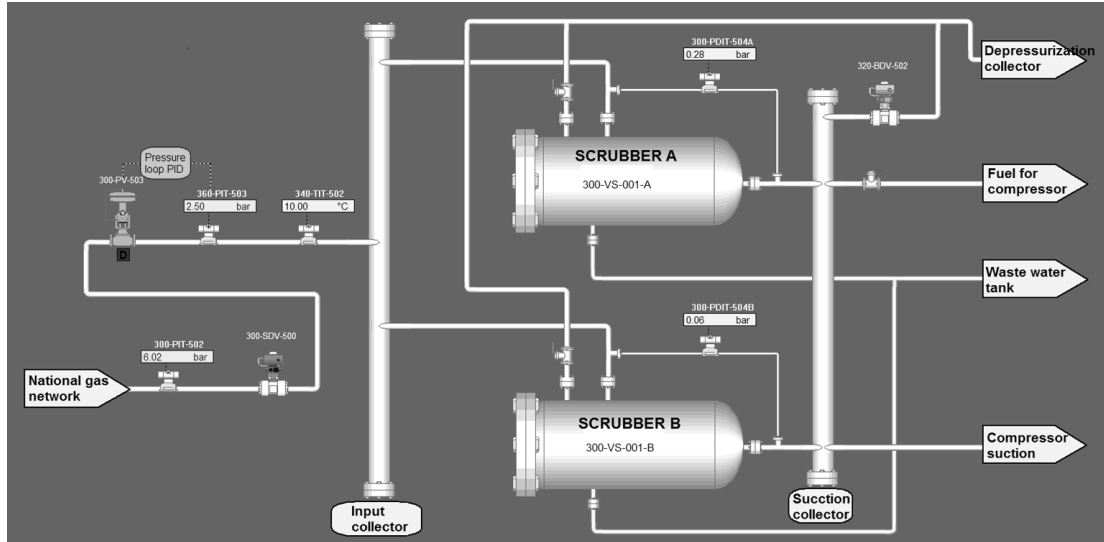 300-PDIT-504A
0.28 bar
Depressurization
collector
320-BDV-502
SCRUBBER A
300-VS-001-A
Pressure
loop PID
300-PV-503
360-PIT-503
2.50 bar
340-TIT-502
10.00 °C
Fuel for
compressor
D
Waste water
tank
300-PDIT-504B
0.06 bar
300-PIT-502
6.02 bar
300-SDV-500
National gas
network
SCRUBBER B
300-VS-001-B
Compressor
suction
Input
collector
Sucction
collector